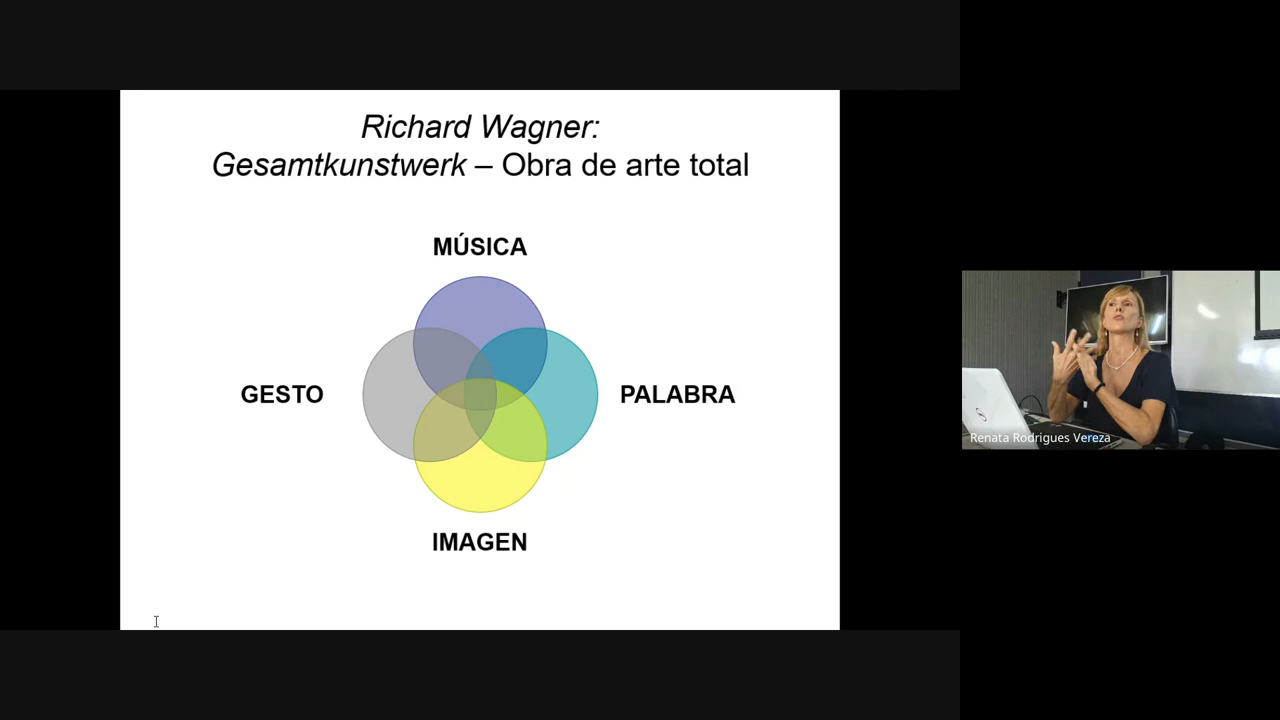 Richard Wagner:
Gesamtkunstwerk – Obra de arte total
MÚSICA
GESTO
PALABRA
IMAGEN
Renata Rodrigues Vereza